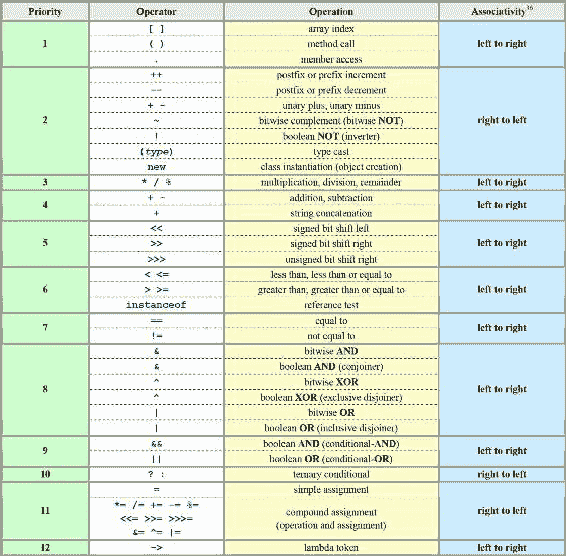 Priority Operator Operation Associativity16
1 [ ] array index left to right
( ) method call
. member access
2 ++ postfix or prefix increment right to left
-- postfix or prefix decrement
+ - unary plus, unary minus
~ bitwise complement (bitwise NOT)
! boolean NOT (inverter)
(type) type cast
new class instantiation (object creation)
3 * / % multiplication, division, remainder left to right
4 + - addition, subtraction left to right
+ string concatenation
5 << signed bit shift left left to right
>> signed bit shift right
>>> unsigned bit shift right
6 < <= less than, less than or equal to left to right
> >= greater than, greater than or equal to
instanceof reference test
7 == equal to left to right
!= not equal to
8 & bitwise AND left to right
& boolean AND (conjoiner)
^ bitwise XOR
^ boolean XOR (exclusive disjoiner)
| bitwise OR
| boolean OR (inclusive disjoiner)
9 && boolean AND (conditional-AND) left to right
|| boolean OR (conditional-OR)
10 ? : ternary conditional right to left
11 = simple assignment right to left
*= /= += -= %= compound assignment
<<= >>= >>>= (operation and assignment)
&= ^= |=
12 -> lambda token left to right